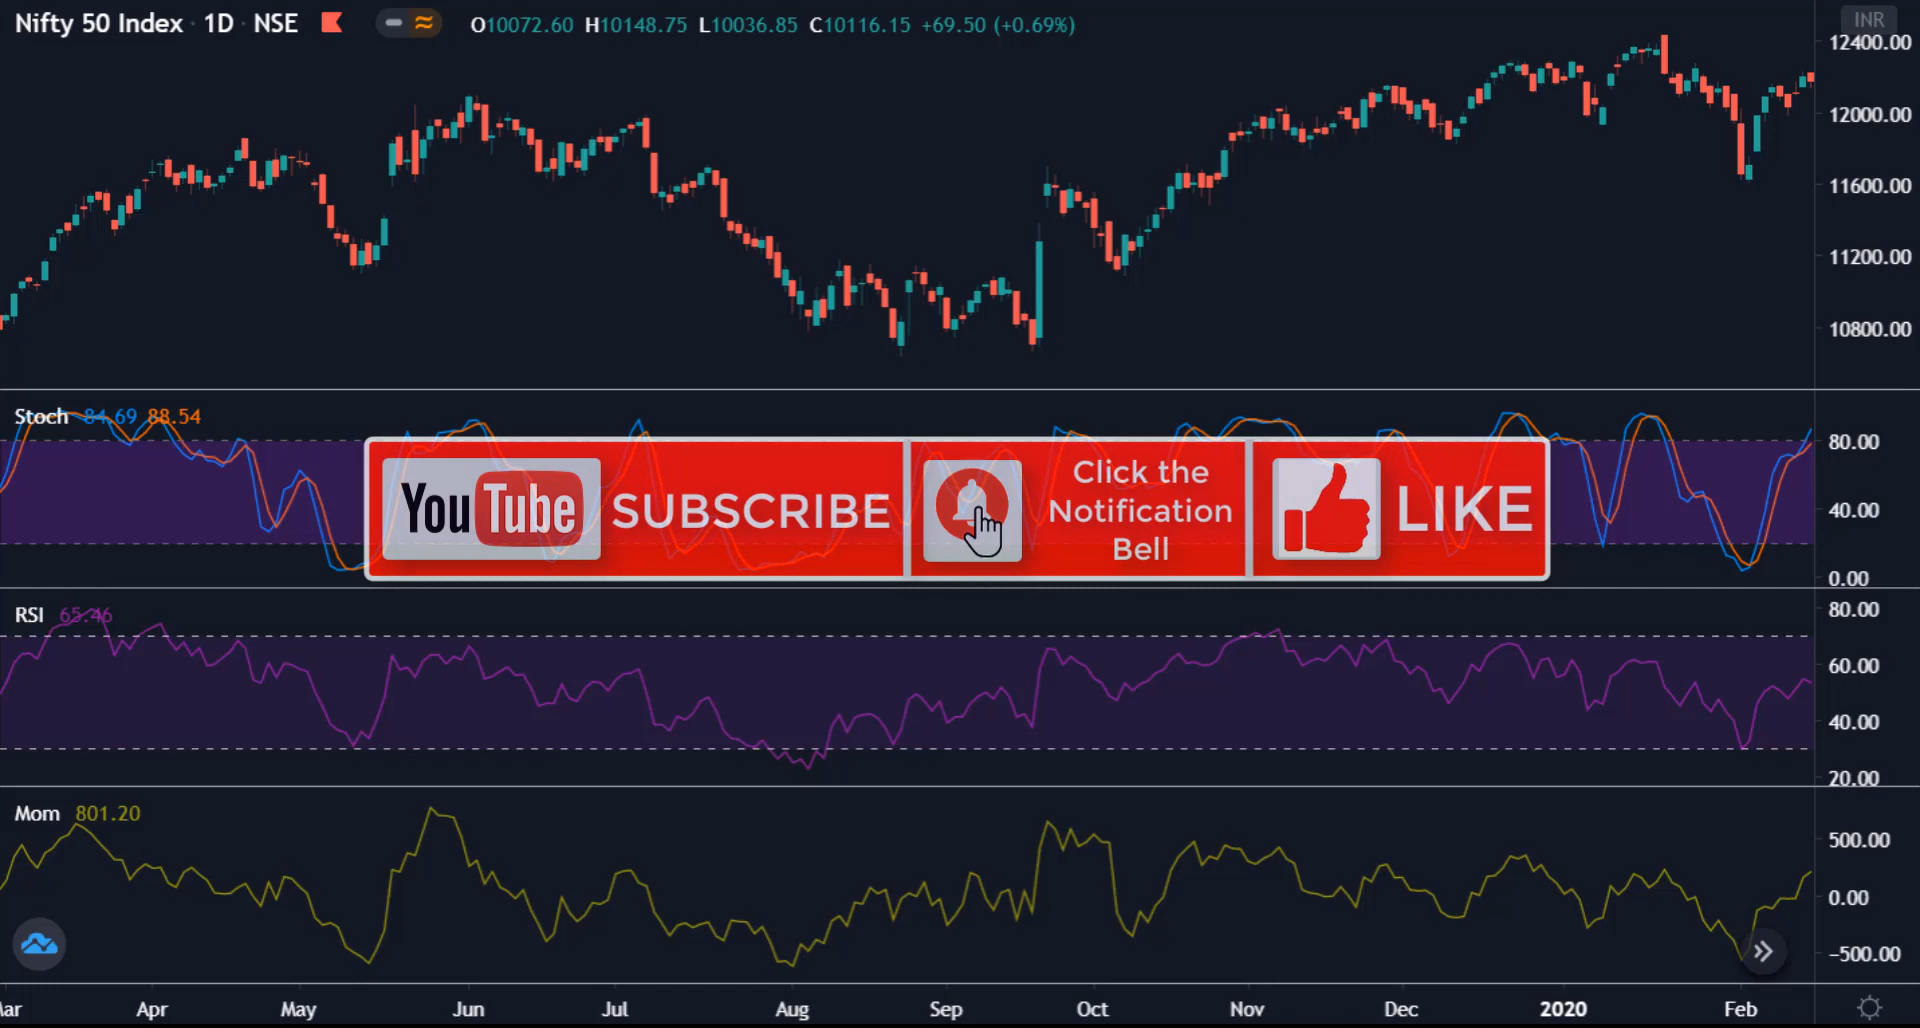 Nifty 50 Index · 1D · NSE
O10072.60 H10148.75 L10036.85 C10116.15 +69.50 (+0.69%)
INR
12400.00
12000.00
11600.00
11200.00
10800.00
Stoch 84.69 88.54
80.00
40.00
0.00
YouTube SUBSCRIBE
Click the
Notification
Bell
LIKE
RSI 65.46
80.00
60.00
40.00
20.00
Mom 801.20
500.00
0.00
-500.00
Mar Apr May Jun Jul Aug Sep Oct Nov Dec 2020 Feb